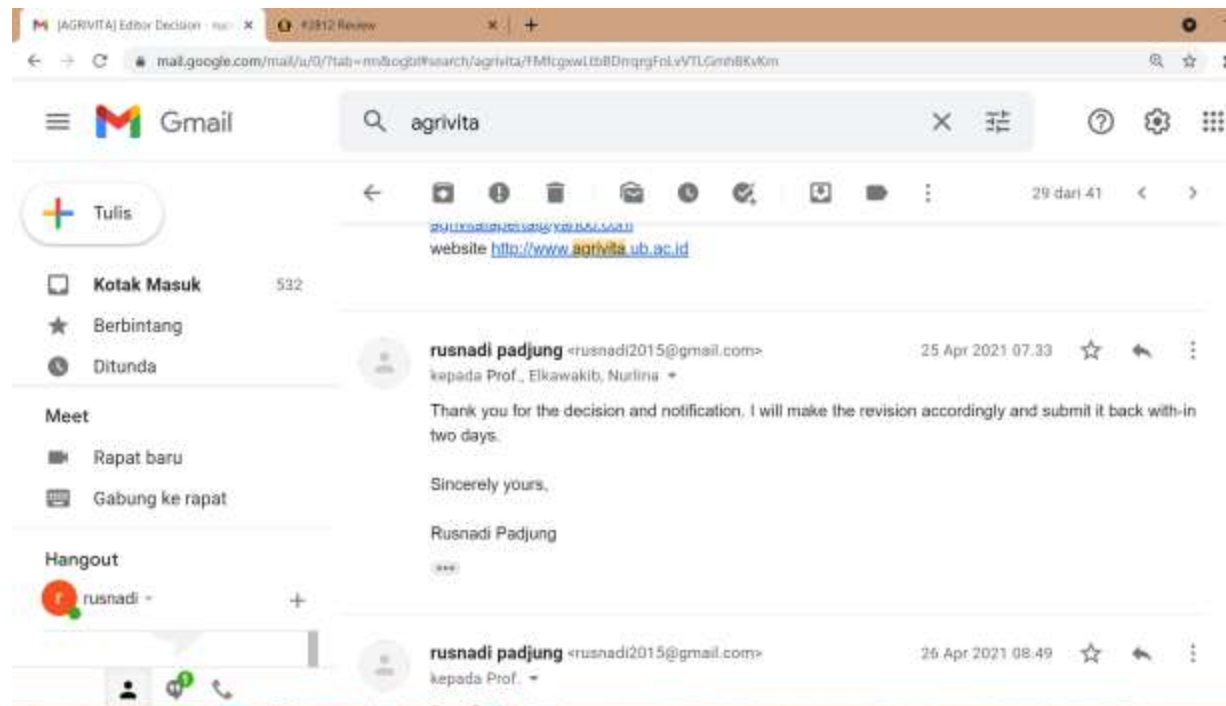 [AGRIVITA] Editor Decision - rus
#3812 Review
mail.google.com/mail/u/0/?tab=rm&ogbl#search/agrivita/
Gmail
agrivita
Tulis
29 dari 41
website http://www.agrivita.ub.ac.id
Kotak Masuk 532
Berbintang
Ditunda
rusnadi padjung <rusnadi2015@gmail.com> 25 Apr 2021 07.33
kepada Prof., Elkawakib, Nurlina
Meet
Rapat baru
Gabung ke rapat
Thank you for the decision and notification. I will make the revision accordingly and submit it back with-in
two days.
Sincerely yours,
Rusnadi Padjung
Hangout
r
rusnadi
rusnadi padjung <rusnadi2015@gmail.com> 26 Apr 2021 08.49
kepada Prof.